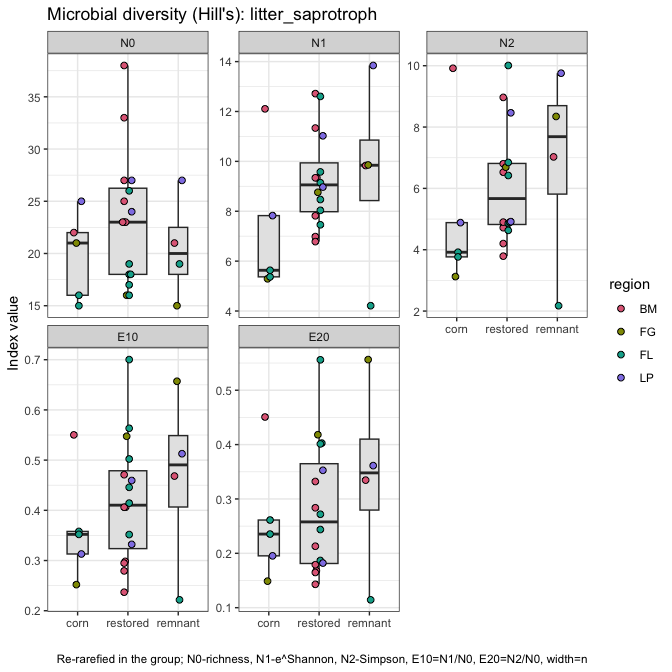 Microbial diversity (Hill's): litter_saprotroph
N0
N1
N2
35
30
25
20
15
14
12
10
8
6
4
10
8
6
4
2
corn restored remnant
Index value
region
BM
FG
FL
LP
E10
E20
0.7
0.6
0.5
0.4
0.3
0.2
0.5
0.4
0.3
0.2
0.1
corn restored remnant
corn restored remnant
Re-rarefied in the group; N0-richness, N1-e^Shannon, N2-Simpson, E10=N1/N0, E20=N2/N0, width=n